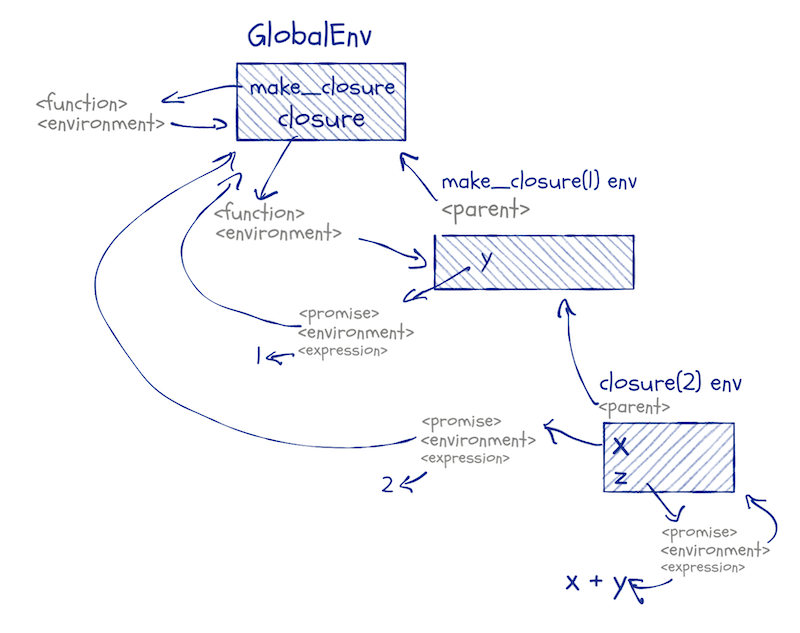 GlobalEnv
make_closure
closure
<function>
<environment>
make_closure(1) env
<parent>
<function>
<environment>
y
<promise>
<environment>
<expression>
1
closure(2) env
<parent>
<promise>
<environment>
<expression>
2
x
z
<promise>
<environment>
<expression>
x + y